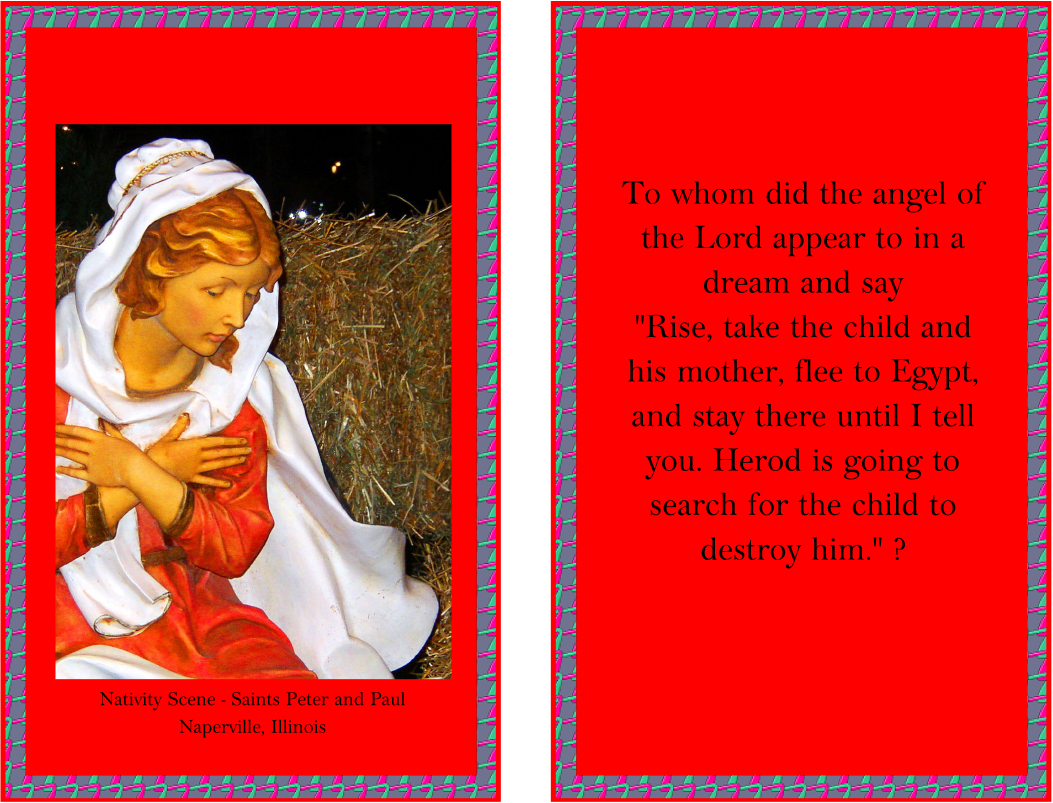 Nativity Scene - Saints Peter and Paul
Naperville, Illinois
To whom did the angel of
the Lord appear to in a
dream and say
"Rise, take the child and
his mother, flee to Egypt,
and stay there until I tell
you. Herod is going to
search for the child to
destroy him." ?